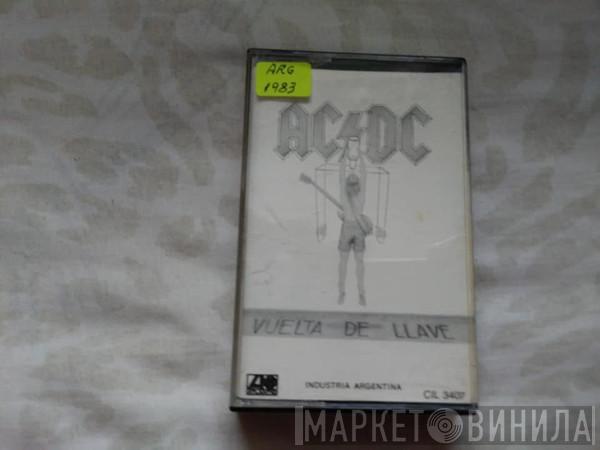 ARG
1983
AC DC
VUELTA DE LLAVE
INDUSTRIA ARGENTINA
CIL 3407
МАРКЕТ ВИНИЛА